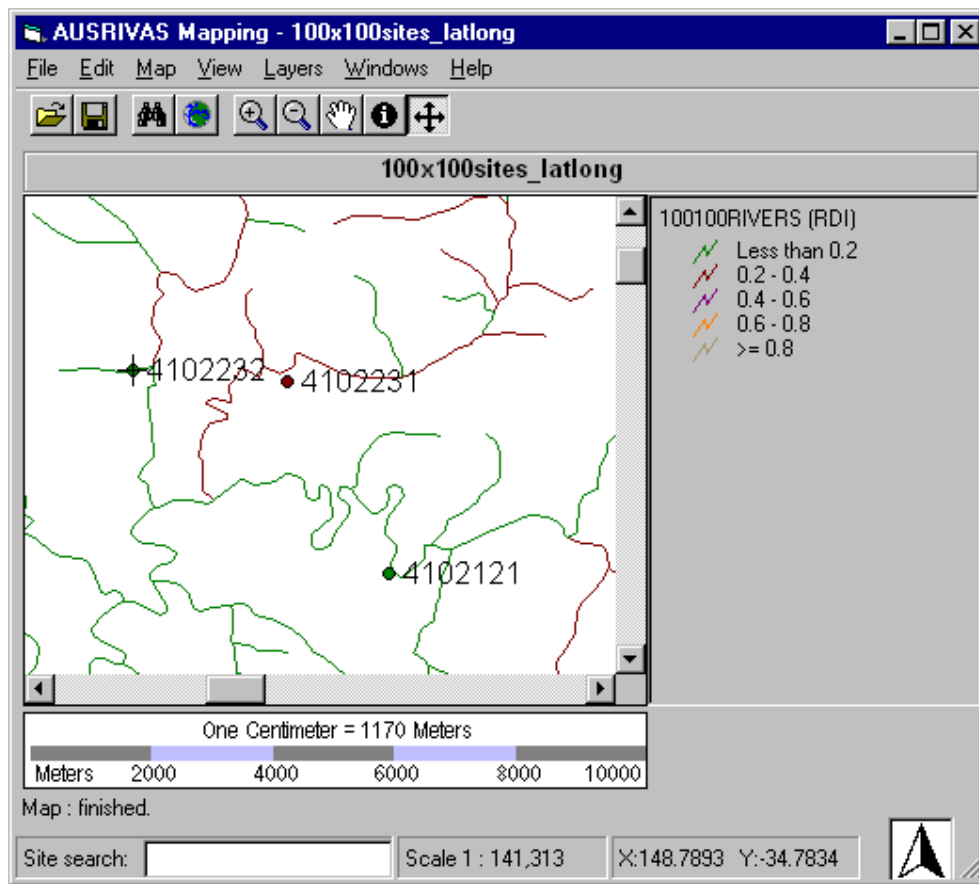 AUSRIVAS Mapping - 100x100sites_latlong
File Edit Map View Layers Windows Help
100x100sites_latlong
100100RIVERS (RDI)
Less than 0.2
0.2 - 0.4
0.4 - 0.6
0.6 - 0.8
>= 0.8
4102232
4102231
4102121
One Centimeter = 1170 Meters
Meters 2000 4000 6000 8000 10000
Map : finished.
Site search: Scale 1 : 141,313 X:148.7893 Y:-34.7834